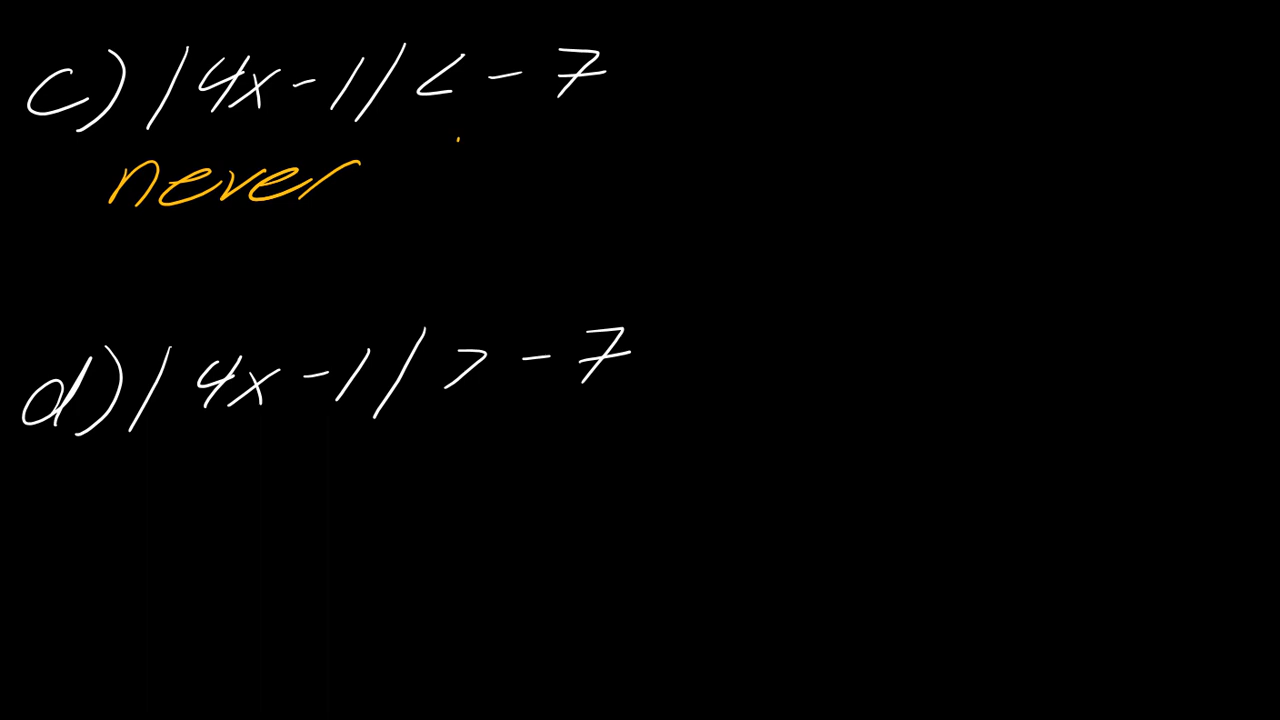 c) |4x-1| < -7
never
d) |4x-1| > -7